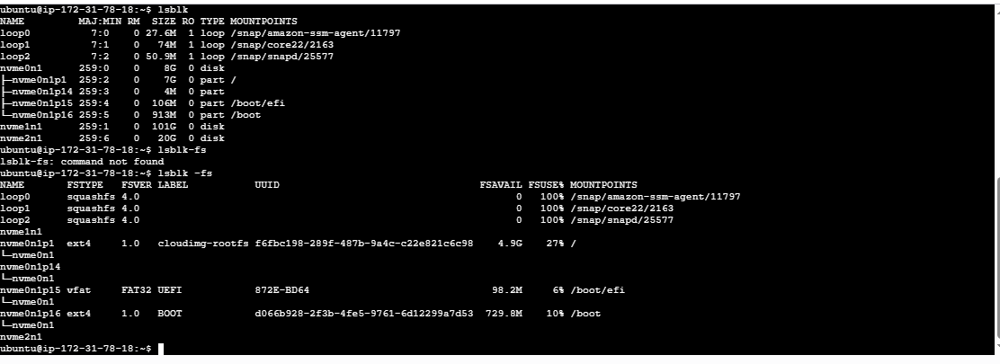 ubuntu@ip-172-31-78-18:~$ lsblk
NAME         MAJ:MIN RM  SIZE RO TYPE MOUNTPOINTS
loop0          7:0    0 27.6M  1 loop /snap/amazon-ssm-agent/11797
loop1          7:1    0   74M  1 loop /snap/core22/2163
loop2          7:2    0 50.9M  1 loop /snap/snapd/25577
nvme0n1      259:0    0    8G  0 disk
├─nvme0n1p1  259:2    0    7G  0 part /
├─nvme0n1p14 259:3    0    4M  0 part
├─nvme0n1p15 259:4    0  106M  0 part /boot/efi
└─nvme0n1p16 259:5    0  913M  0 part /boot
nvme1n1      259:1    0  101G  0 disk
nvme2n1      259:6    0   20G  0 disk
ubuntu@ip-172-31-78-18:~$ lsblk-fs
lsblk-fs: command not found
ubuntu@ip-172-31-78-18:~$ lsblk -fs
NAME       FSTYPE   FSVER LABEL           UUID                                 FSAVAIL FSUSE% MOUNTPOINTS
loop0      squashfs 4.0                                                              0   100% /snap/amazon-ssm-agent/11797
loop1      squashfs 4.0                                                              0   100% /snap/core22/2163
loop2      squashfs 4.0                                                              0   100% /snap/snapd/25577
nvme1n1
nvme0n1p1  ext4     1.0   cloudimg-rootfs f6fbc198-289f-487b-9a4c-c22e821c6c98    4.9G    27% /
└─nvme0n1
nvme0n1p14
└─nvme0n1
nvme0n1p15 vfat     FAT32 UEFI            872E-BD64                              98.2M     6% /boot/efi
└─nvme0n1
nvme0n1p16 ext4     1.0   BOOT            d066b928-2f3b-4fe5-9761-6d12299a7d53  729.8M    10% /boot
└─nvme0n1
nvme2n1
ubuntu@ip-172-31-78-18:~$